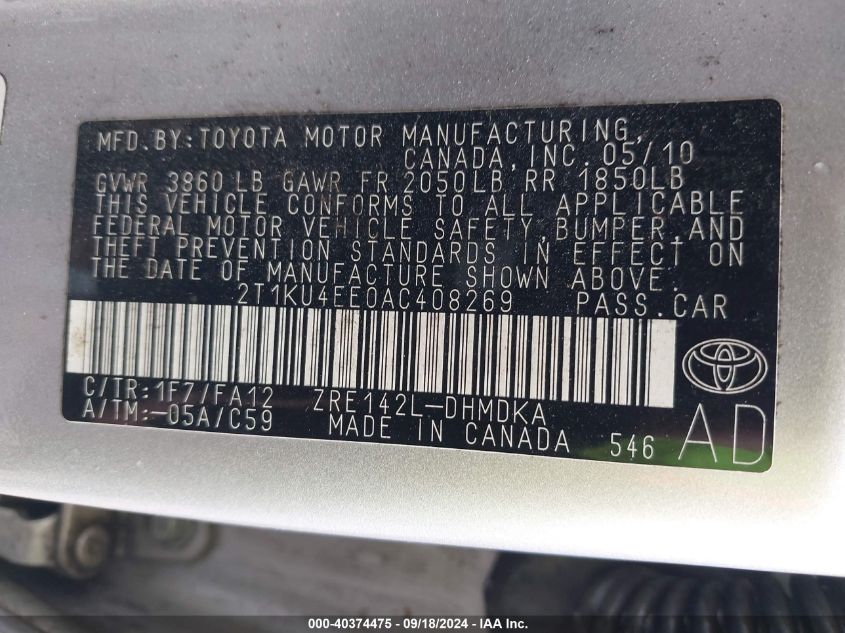 MFD.BY:TOYOTA MOTOR MANUFACTURING,
CANADA, INC. 05/10
GVWR 3860 LB GAWR FR 2050LB RR 1850LB
THIS VEHICLE CONFORMS TO ALL APPLICABLE
FEDERAL MOTOR VEHICLE SAFETY, BUMPER, AND
THEFT PREVENTION STANDARDS IN EFFECT ON
THE DATE OF MANUFACTURE SHOWN ABOVE.
2T1KU4EE0AC408269 PASS.CAR
C/TR:1F7/FA12 ZRE142L-DHMDKA
A/TM:-05A/C59 MADE IN CANADA 546 AD
000-40374475 - 09/18/2024 - IAA Inc.